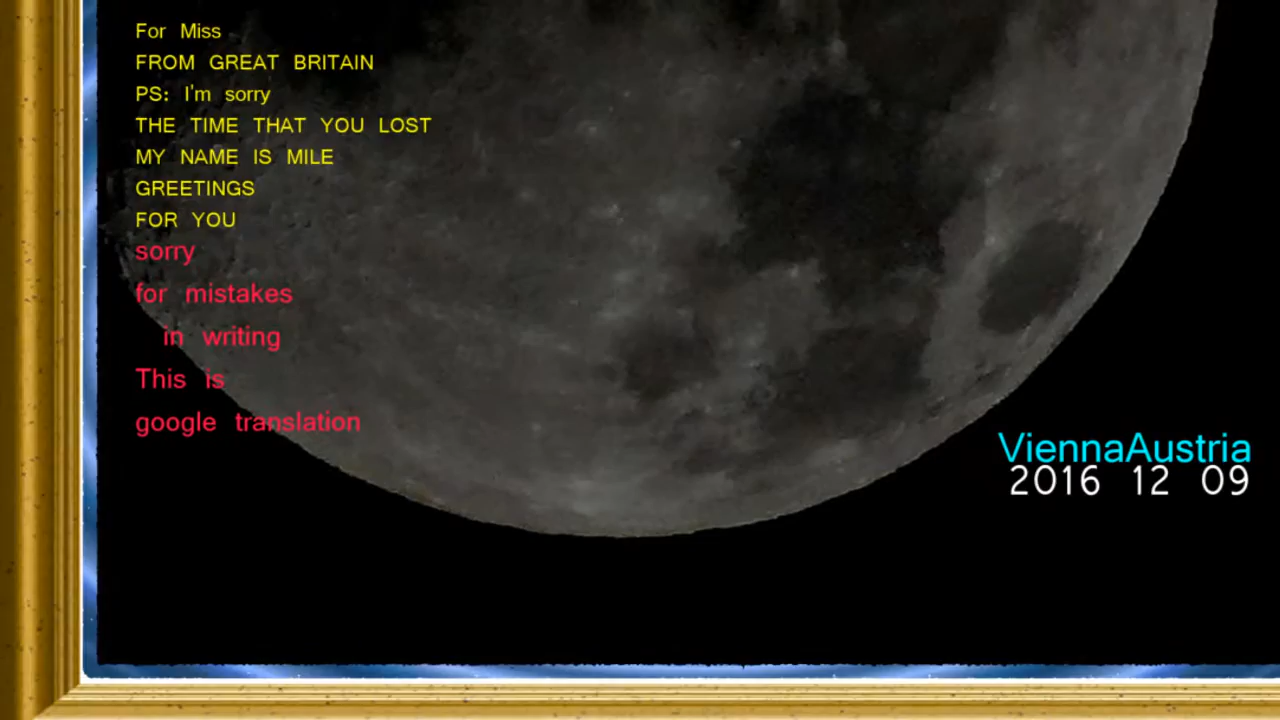 For Miss
FROM GREAT BRITAIN
PS: I'm sorry
THE TIME THAT YOU LOST
MY NAME IS MILE
GREETINGS
FOR YOU
sorry
for mistakes
in writing
This is
google translation
ViennaAustria
2016 12 09